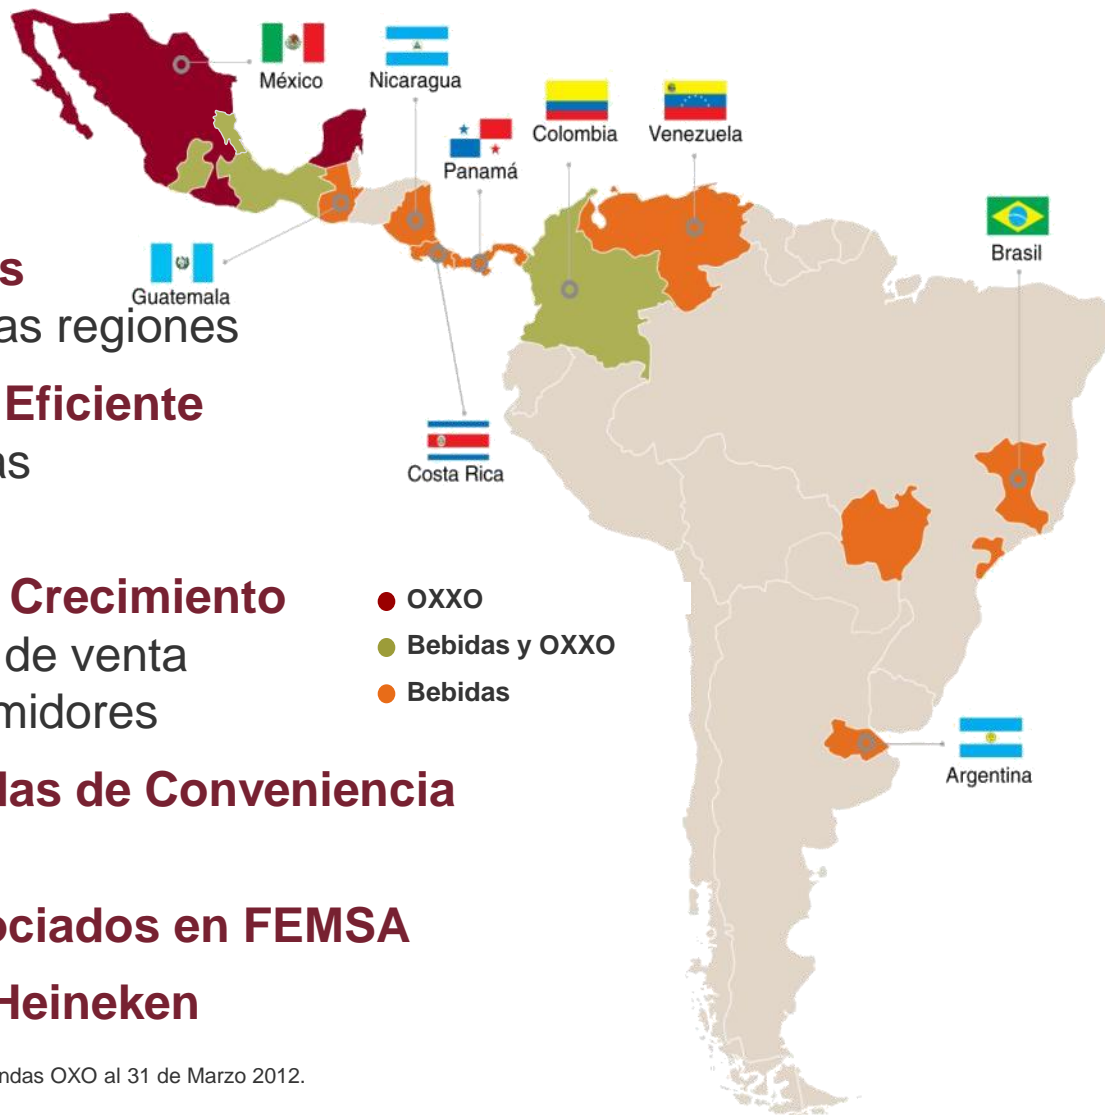 México
Nicaragua
Colombia
Venezuela
Panamá
Brasil
Guatemala
Costa Rica
s
as regiones
Eficiente
as
Crecimiento
de venta
midores
das de Conveniencia
ociados en FEMSA
Heineken
OXXO
Bebidas y OXXO
Bebidas
Argentina
ndas OXO al 31 de Marzo 2012.